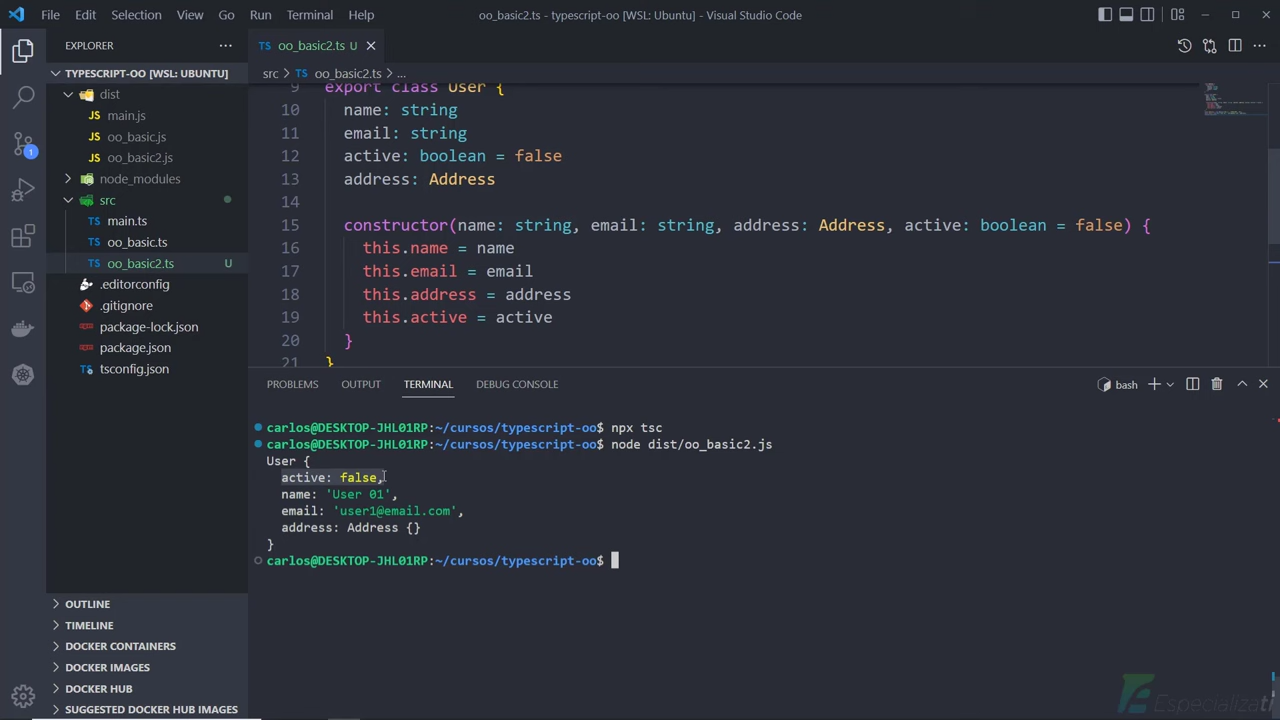 File Edit Selection View Go Run Terminal Help
oo_basic2.ts - typescript-oo [WSL: Ubuntu] - Visual Studio Code
EXPLORER
TYPESCRIPT-OO [WSL: UBUNTU]
dist
main.js
oo_basic.js
oo_basic2.js
node_modules
src
main.ts
oo_basic.ts
oo_basic2.ts U
.editorconfig
.gitignore
package-lock.json
package.json
tsconfig.json
OUTLINE
TIMELINE
DOCKER CONTAINERS
DOCKER IMAGES
DOCKER HUB
SUGGESTED DOCKER HUB IMAGES
1
TS oo_basic2.ts U
src > TS oo_basic2.ts > ...
9 export class User {
10 name: string
11 email: string
12 active: boolean = false
13 address: Address
14
15 constructor(name: string, email: string, address: Address, active: boolean = false) {
16 this.name = name
17 this.email = email
18 this.address = address
19 this.active = active
20 }
21 }
PROBLEMS OUTPUT TERMINAL DEBUG CONSOLE
bash
carlos@DESKTOP-JHL01RP:~/cursos/typescript-oo$ npx tsc
carlos@DESKTOP-JHL01RP:~/cursos/typescript-oo$ node dist/oo_basic2.js
User {
active: false,
name: 'User 01',
email: 'user1@email.com',
address: Address {}
}
carlos@DESKTOP-JHL01RP:~/cursos/typescript-oo$
Especializati